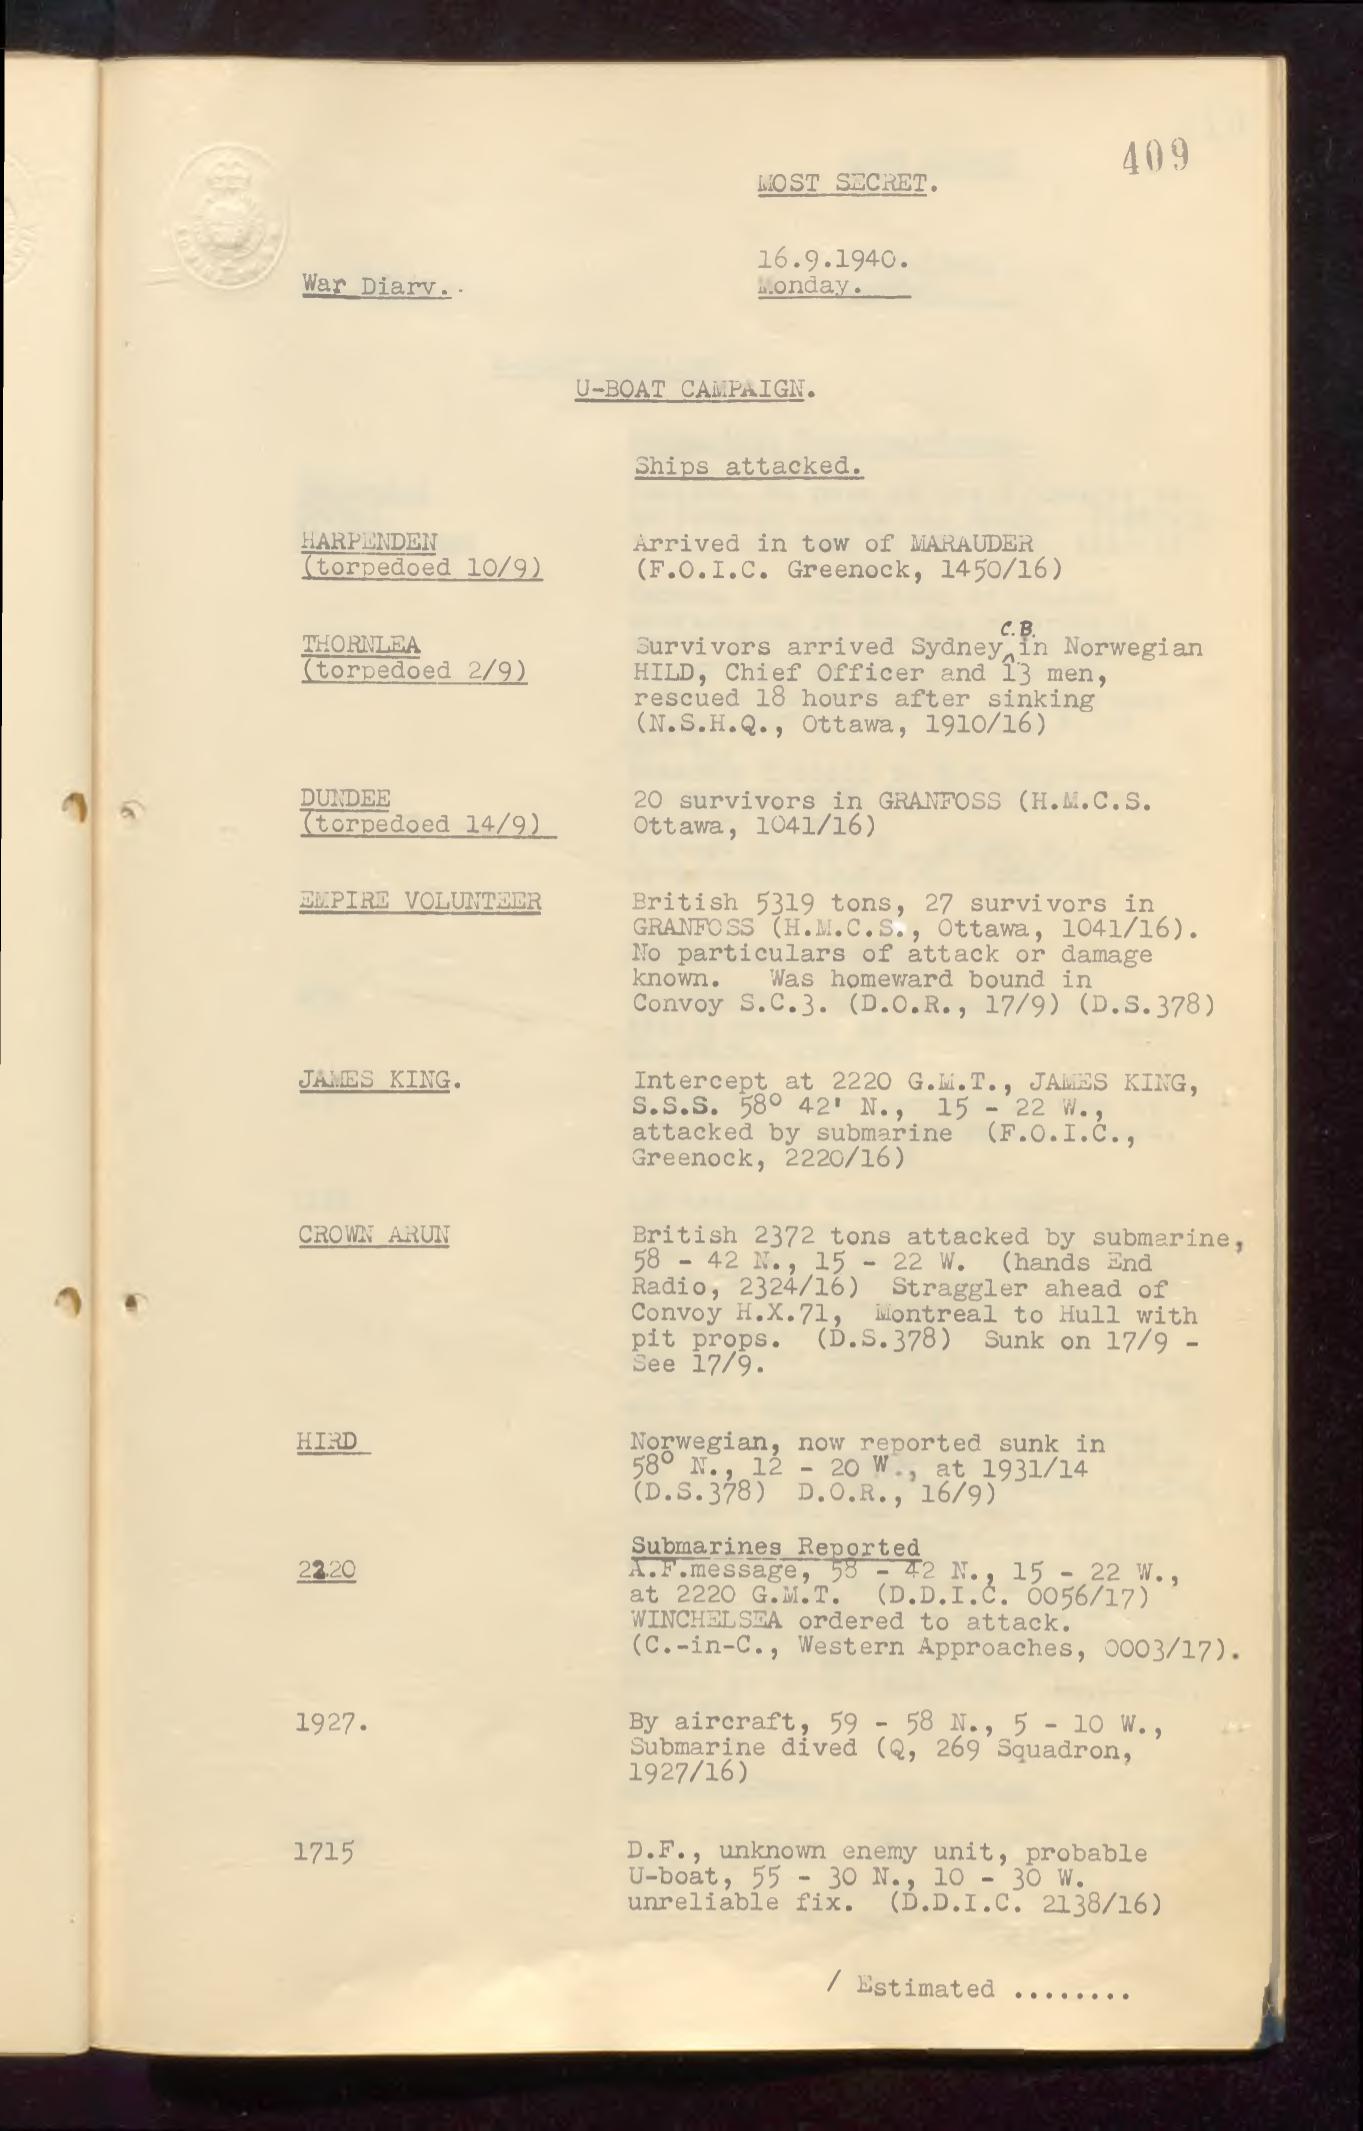 409
MOST SECRET.
16.9.1940.
War Diary. .
Monday.
U-BOAT CAMPAIGN.
Ships attacked.
HARPENDEN
(torpedoed 10/9)
Arrived in tow of MARAUDER
(F.O.I.C. Greenock, 1450/16)
THORNLEA
(torpedoed 2/9)
C.B.
Survivors arrived Sydney ^ in Norwegian
HILD, Chief Officer and 13 men,
rescued 18 hours after sinking
(N.S.H.Q., Ottawa, 1910/16)
DUNDEE
(torpedoed 14/9)
20 survivors in GRANFOSS (H.M.C.S.
Ottawa, 1041/16)
EMPIRE VOLUNTEER
British 5319 tons, 27 survivors in
GRANFOSS (H.M.C.S., Ottawa, 1041/16).
No particulars of attack or damage
known. Was homeward bound in
Convoy S.C.3. (D.O.R., 17/9) (D.S.378)
JAMES KING.
Intercept at 2220 G.M.T., JAMES KING,
S.S.S. 58° 42' N., 15 - 22 W.,
attacked by submarine (F.O.I.C.,
Greenock, 2220/16)
CROWN ARUN
British 2372 tons attacked by submarine,
58 - 42 N., 15 - 22 W. (hands End
Radio, 2324/16) Straggler ahead of
Convoy H.X.71, Montreal to Hull with
pit props. (D.S.378) Sunk on 17/9 -
See 17/9.
HIRD
Norwegian, now reported sunk in
58° N., 12 - 20 W., at 1931/14
(D.S.378) D.O.R., 16/9)
Submarines Reported
2220
A.F.message, 58 - 42 N., 15 - 22 W.,
at 2220 G.M.T. (D.D.I.C. 0056/17)
WINCHELSEA ordered to attack.
(C.-in-C., Western Approaches, 0003/17).
1927.
By aircraft, 59 - 58 N., 5 - 10 W.,
Submarine dived (Q, 269 Squadron,
1927/16)
1715
D.F., unknown enemy unit, probable
U-boat, 55 - 30 N., 10 - 30 W.
unreliable fix. (D.D.I.C. 2138/16)
/ Estimated ........